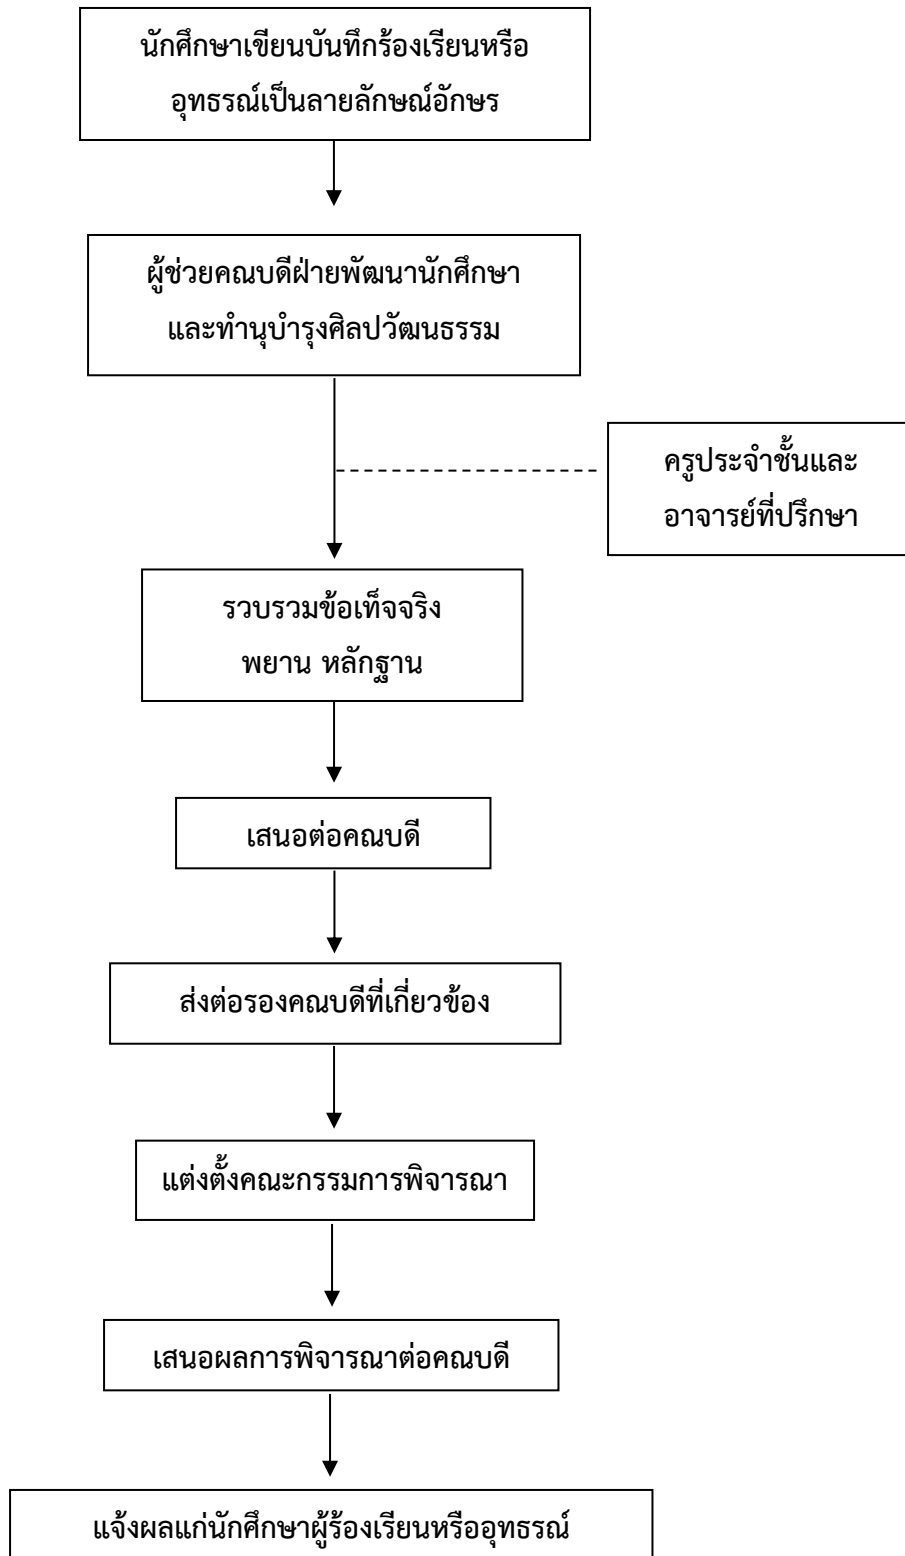 นักศึกษาเขียนบันทึกร้องเรียนหรือ
อุทธรณ์เป็นลายลักษณ์อักษร
ผู้ช่วยคณบดีฝ่ายพัฒนานักศึกษา
และทำนุบำรุงศิลปวัฒนธรรม
ครูประจำชั้นและ
อาจารย์ที่ปรึกษา
รวบรวมข้อเท็จจริง
พยาน หลักฐาน
เสนอต่อคณบดี
ส่งต่อรองคณบดีที่เกี่ยวข้อง
แต่งตั้งคณะกรรมการพิจารณา
เสนอผลการพิจารณาต่อคณบดี
แจ้งผลแก่นักศึกษาผู้ร้องเรียนหรืออุทธรณ์